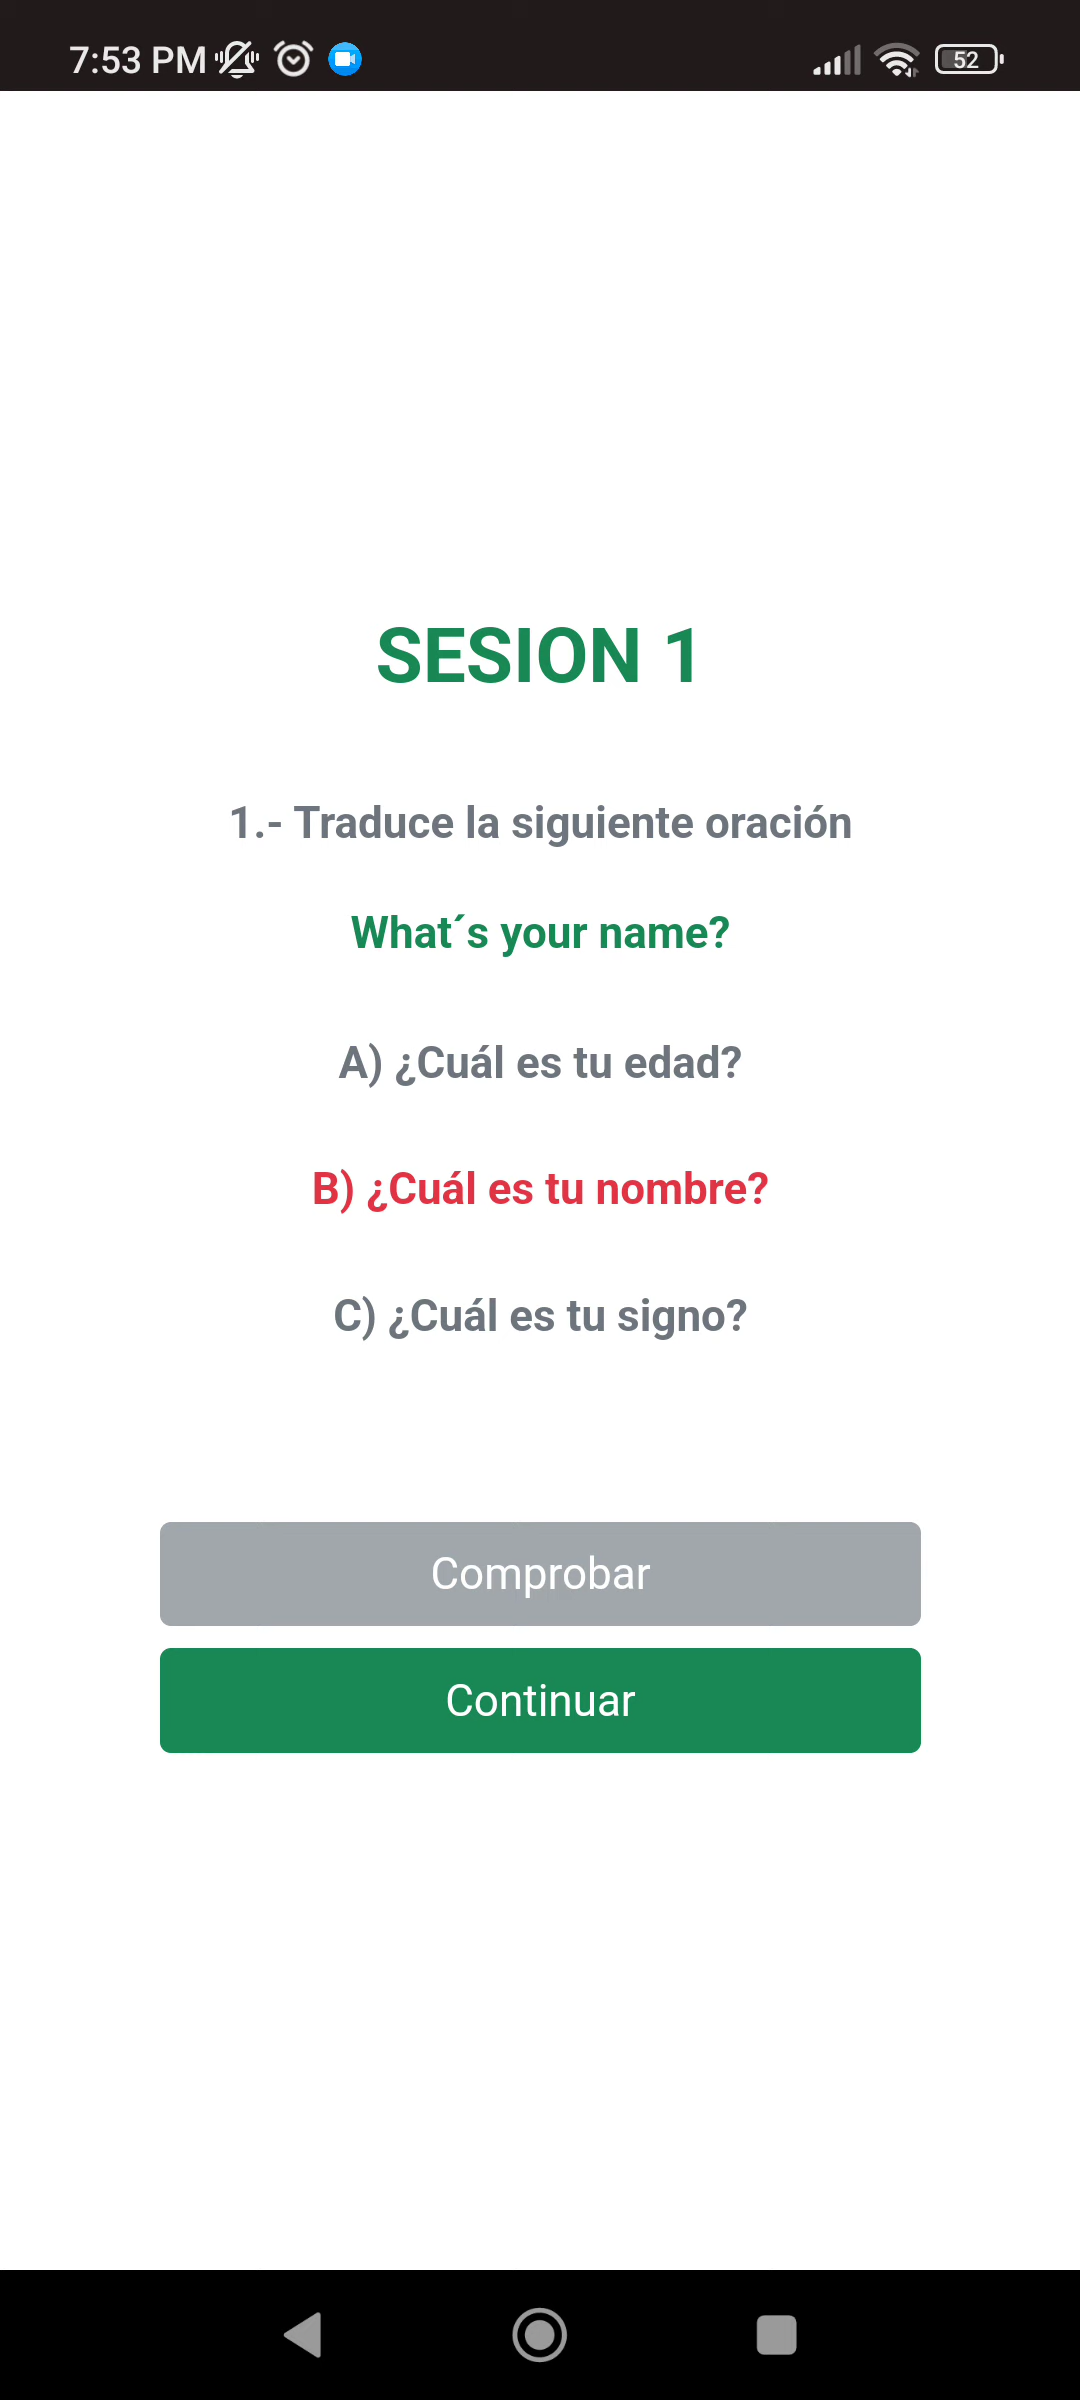 7:53 PM
52
SESION 1
1.- Traduce la siguiente oración
What´s your name?
A) ¿Cuál es tu edad?
B) ¿Cuál es tu nombre?
C) ¿Cuál es tu signo?
Comprobar
Continuar